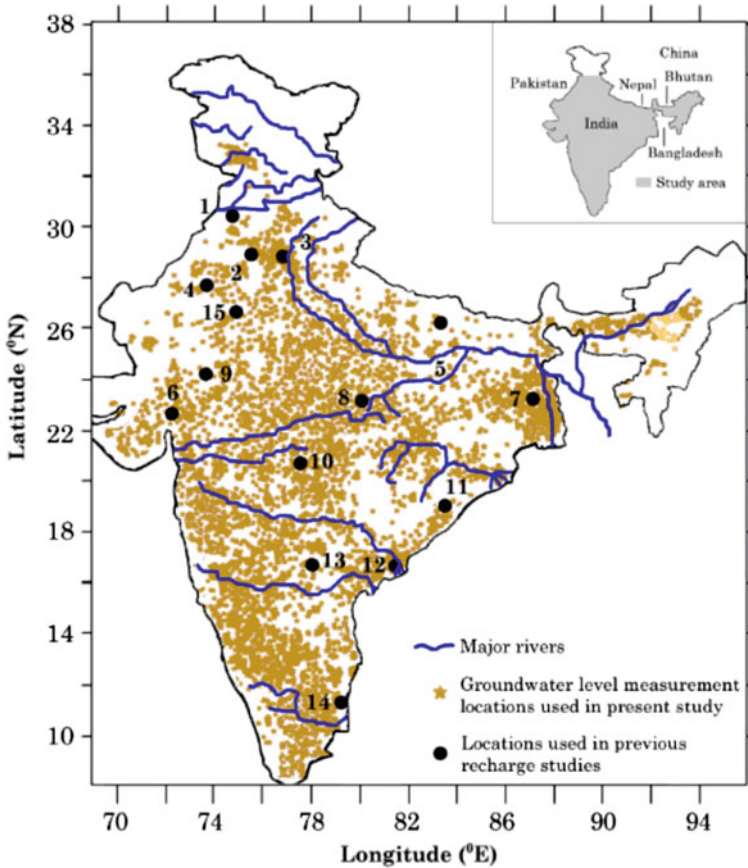 38
34
30
26
22
18
14
10
Latitude (⁰N)
70
74
78
82
86
90
94
Longitude (⁰E)
China
Pakistan
Nepal
Bhutan
India
Bangladesh
Study area
1
2
3
4
15
9
6
8
5
7
10
11
13
12
14
Major rivers
Groundwater level measurement
locations used in present study
Locations used in previous
recharge studies